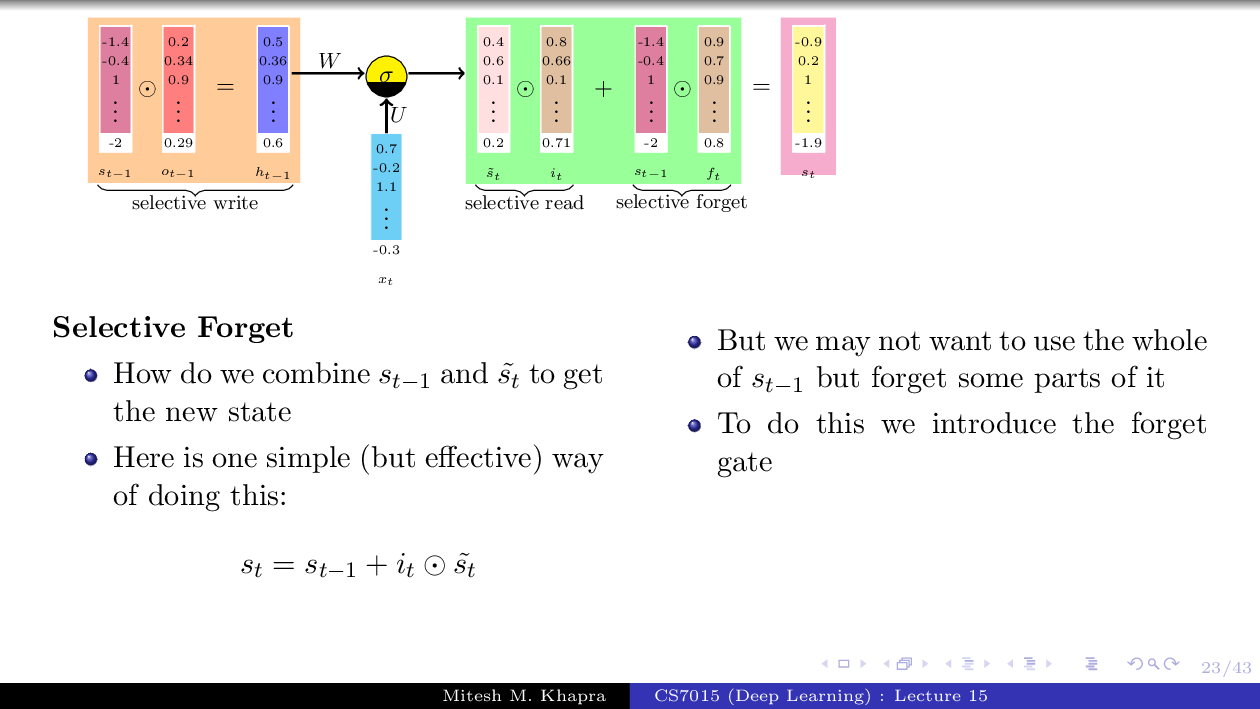 -1.4 0.2 0.5 0.4 0.8 -1.4 0.9 -0.9
-0.4 0.34 0.36 W 0.6 0.66 -0.4 0.7 0.2
1 ⊙ 0.9 = 0.9 σ 0.1 ⊙ 0.1 + 1 ⊙ 0.9 = 1
⋮ ⋮ ⋮ U ⋮ ⋮ ⋮ ⋮ ⋮
-2 0.29 0.6 0.7 0.2 0.71 -2 0.8 -1.9
s_{t−1} o_{t−1} h_{t−1} -0.2 s̃_t i_t s_{t−1} f_t s_t
1.1
selective write selective read selective forget
⋮
-0.3
x_t
Selective Forget
How do we combine s_{t−1} and s̃_t to get
the new state
Here is one simple (but effective) way
of doing this:
s_t = s_{t−1} + i_t ⊙ s̃_t
But we may not want to use the whole
of s_{t−1} but forget some parts of it
To do this we introduce the forget
gate
23/43
Mitesh M. Khapra CS7015 (Deep Learning) : Lecture 15